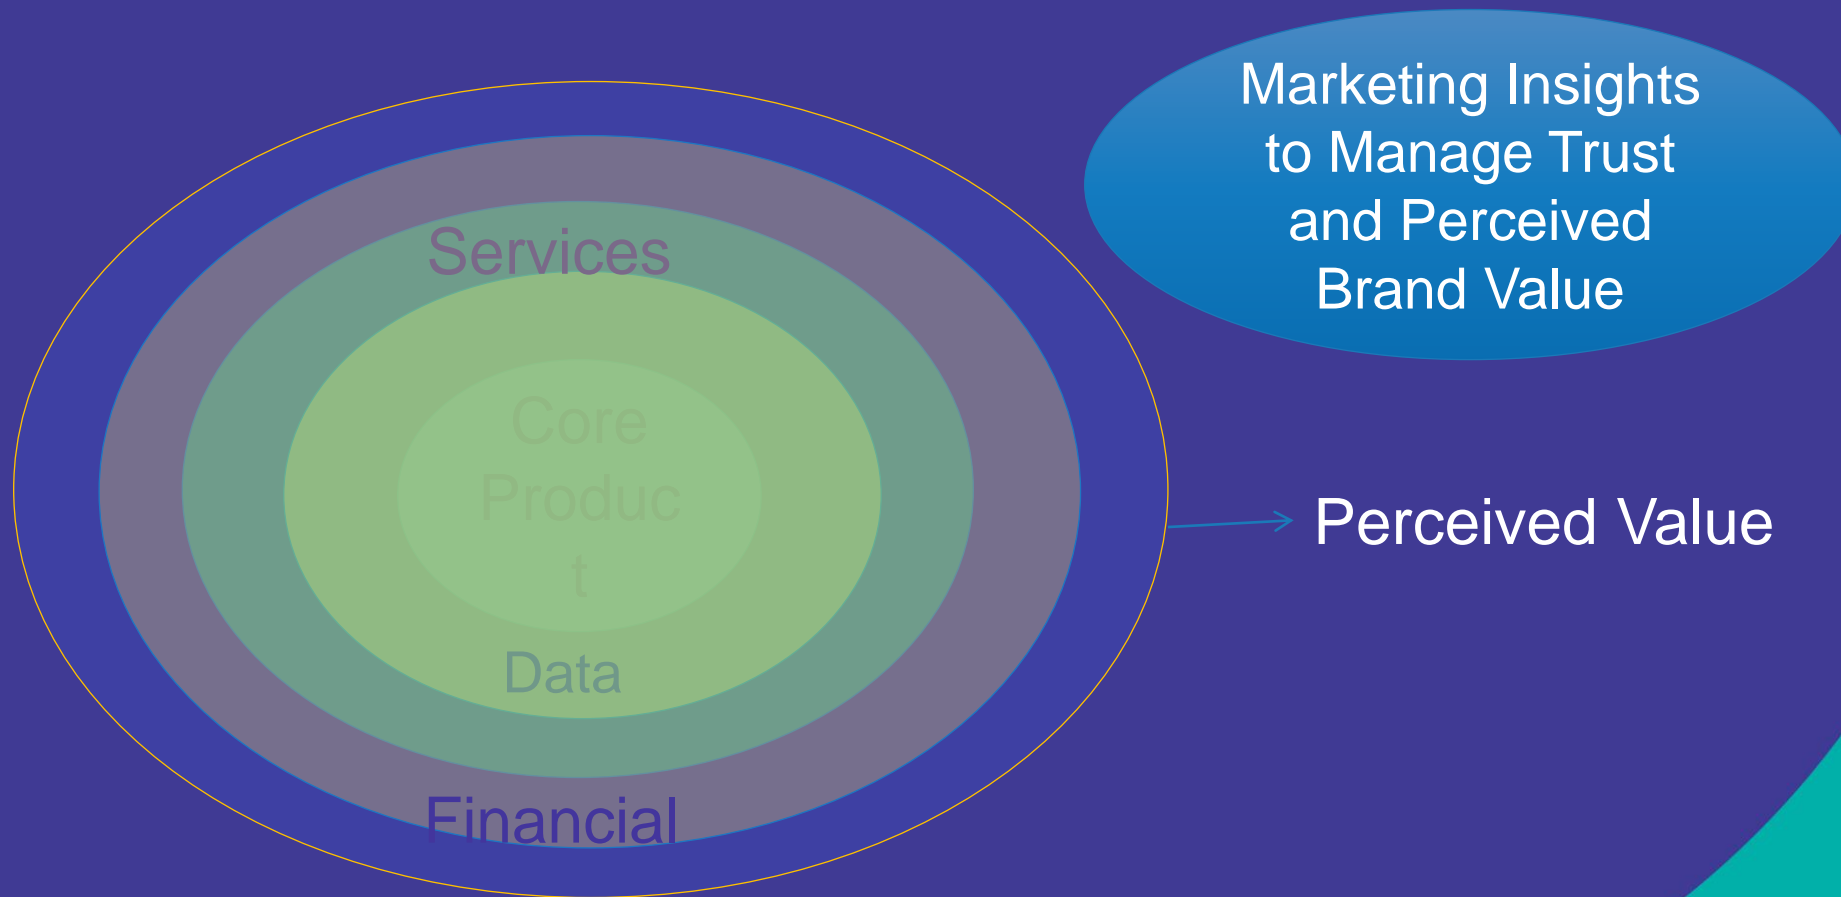 Marketing Insights
to Manage Trust
and Perceived
Brand Value
Services
Core
Produc
t
Perceived Value
Data
Financial